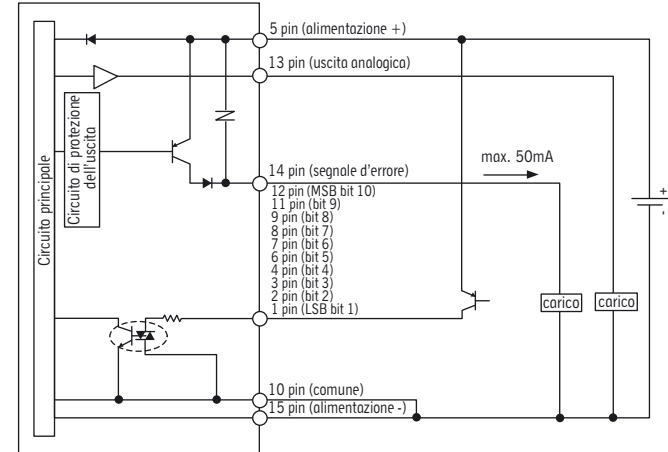 5 pin (alimentazione +)
13 pin (uscita analogica)
Circuito principale
Circuito di protezione
dell'uscita
14 pin (segnale d'errore)
max. 50mA
12 pin (MSB bit 10)
11 pin (bit 9)
9 pin (bit 8)
8 pin (bit 7)
7 pin (bit 6)
6 pin (bit 5)
4 pin (bit 4)
3 pin (bit 3)
2 pin (bit 2)
1 pin (LSB bit 1)
+
-
carico
carico
10 pin (comune)
15 pin (alimentazione -)